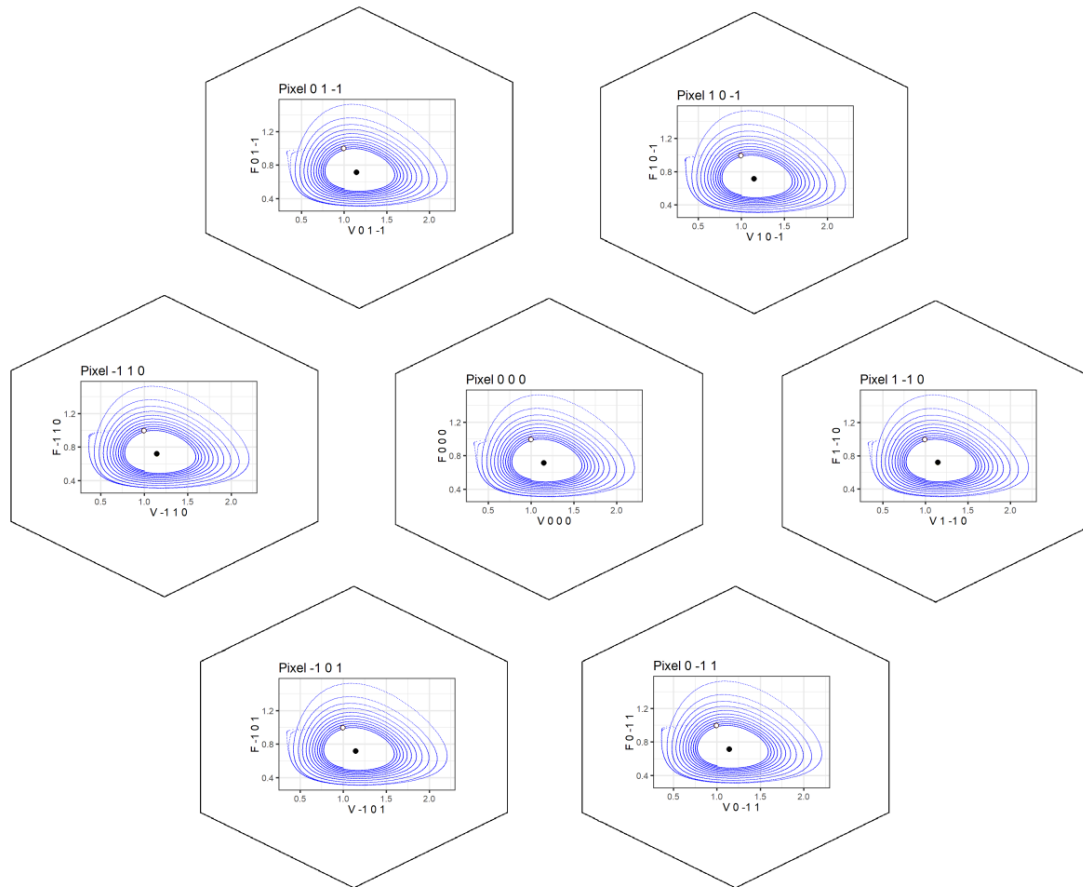 Pixel 0 1 -1
F 0 1 -1
1.2
0.8
0.4
0.5 1.0 1.5 2.0
V 0 1 -1
Pixel 1 0 -1
F 1 0 -1
1.2
0.8
0.4
0.5 1.0 1.5 2.0
V 1 0 -1
Pixel -1 1 0
F -1 1 0
1.2
0.8
0.4
0.5 1.0 1.5 2.0
V -1 1 0
Pixel 0 0 0
F 0 0 0
1.2
0.8
0.4
0.5 1.0 1.5 2.0
V 0 0 0
Pixel 1 -1 0
F 1 -1 0
1.2
0.8
0.4
0.5 1.0 1.5 2.0
V 1 -1 0
Pixel -1 0 1
F -1 0 1
1.2
0.8
0.4
0.5 1.0 1.5 2.0
V -1 0 1
Pixel 0 -1 1
F 0 -1 1
1.2
0.8
0.4
0.5 1.0 1.5 2.0
V 0 -1 1